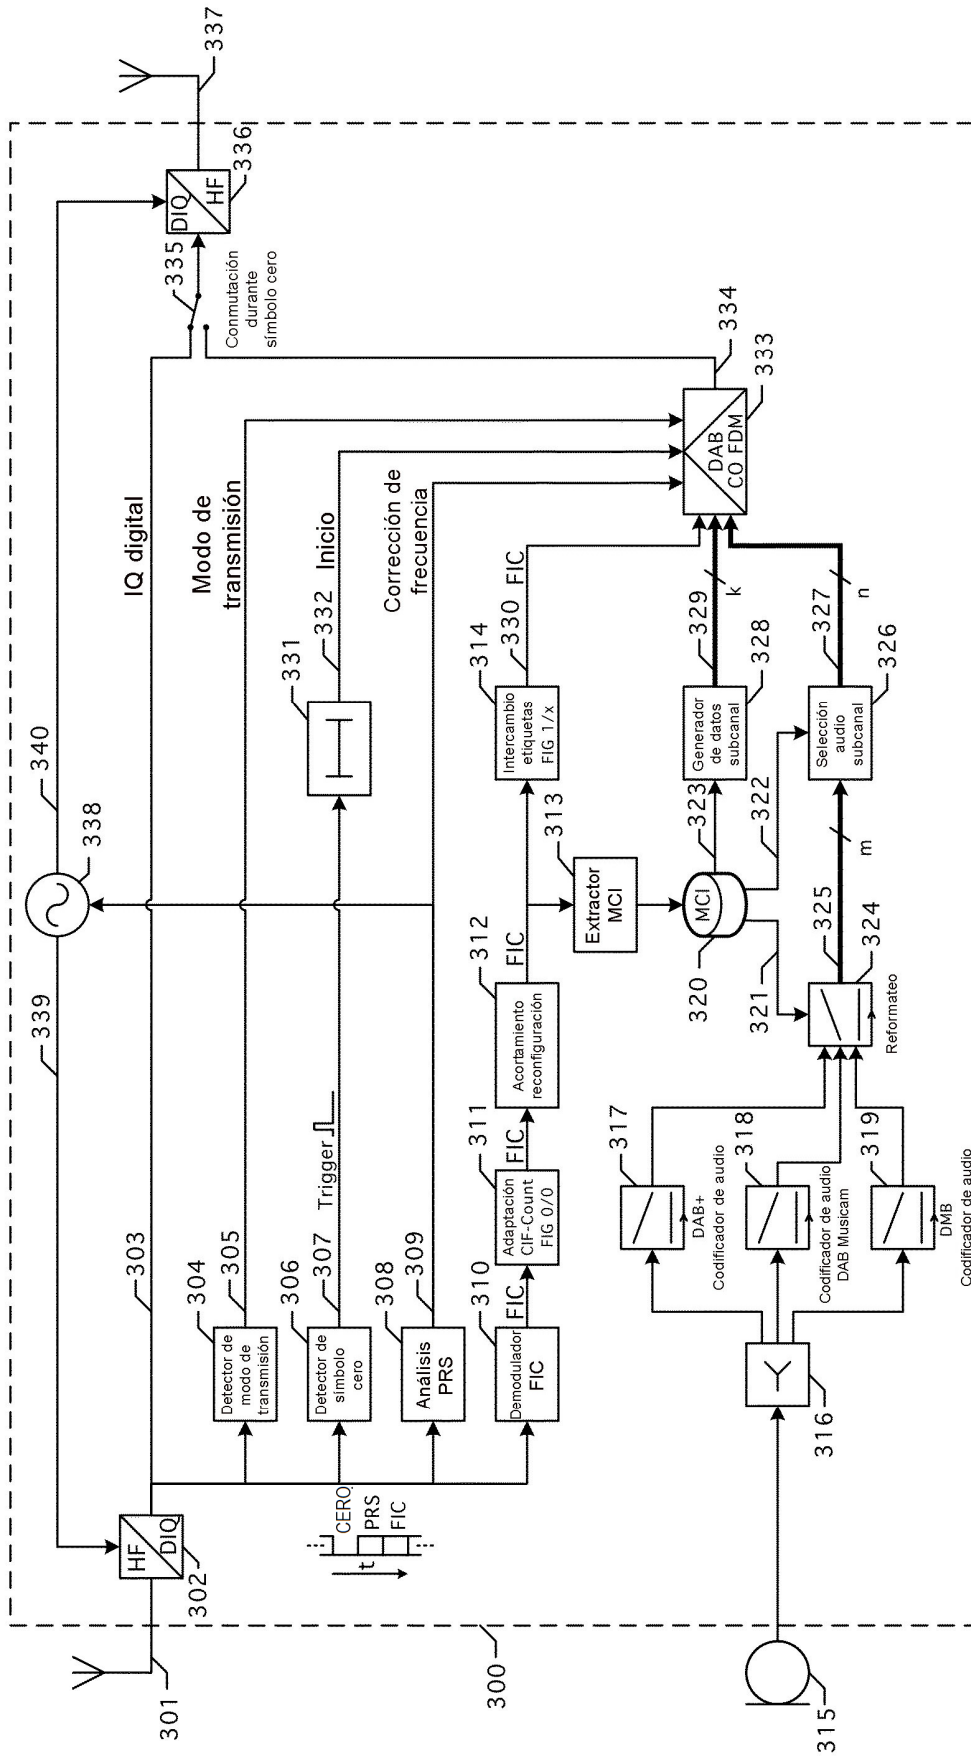 301
HF
DIQ
302
303
IQ digital
304
Detector de
modo de
transmisión
305
Modo de
transmisión
306
Detector de
símbolo
cero
307
Trigger
331
332
Inicio
308
Análisis
PRS
309
Corrección de
frecuencia
CERO
PRS
FIC
t
Demodulador
FIC
310
FIC
311
Adaptación
CIF-Count
FIG 0/0
FIC
312
Acortamiento
reconfiguración
FIC
313
Extractor
MCI
314
Intercambio
etiquetas
FIG 1/x
330
FIC
339
338
340
DIQ
HF
336
337
335
Conmutación
durante
símbolo cero
334
333
DAB
CO FDM
320
MCI
321
322
323
Generador
de datos
subcanal
328
329
k
Selección
audio
subcanal
326
327
n
300
315
316
317
DAB+
Codificador de audio
318
Codificador de audio
DAB Musicam
319
DMB
Codificador de audio
324
Reformateo
325
m